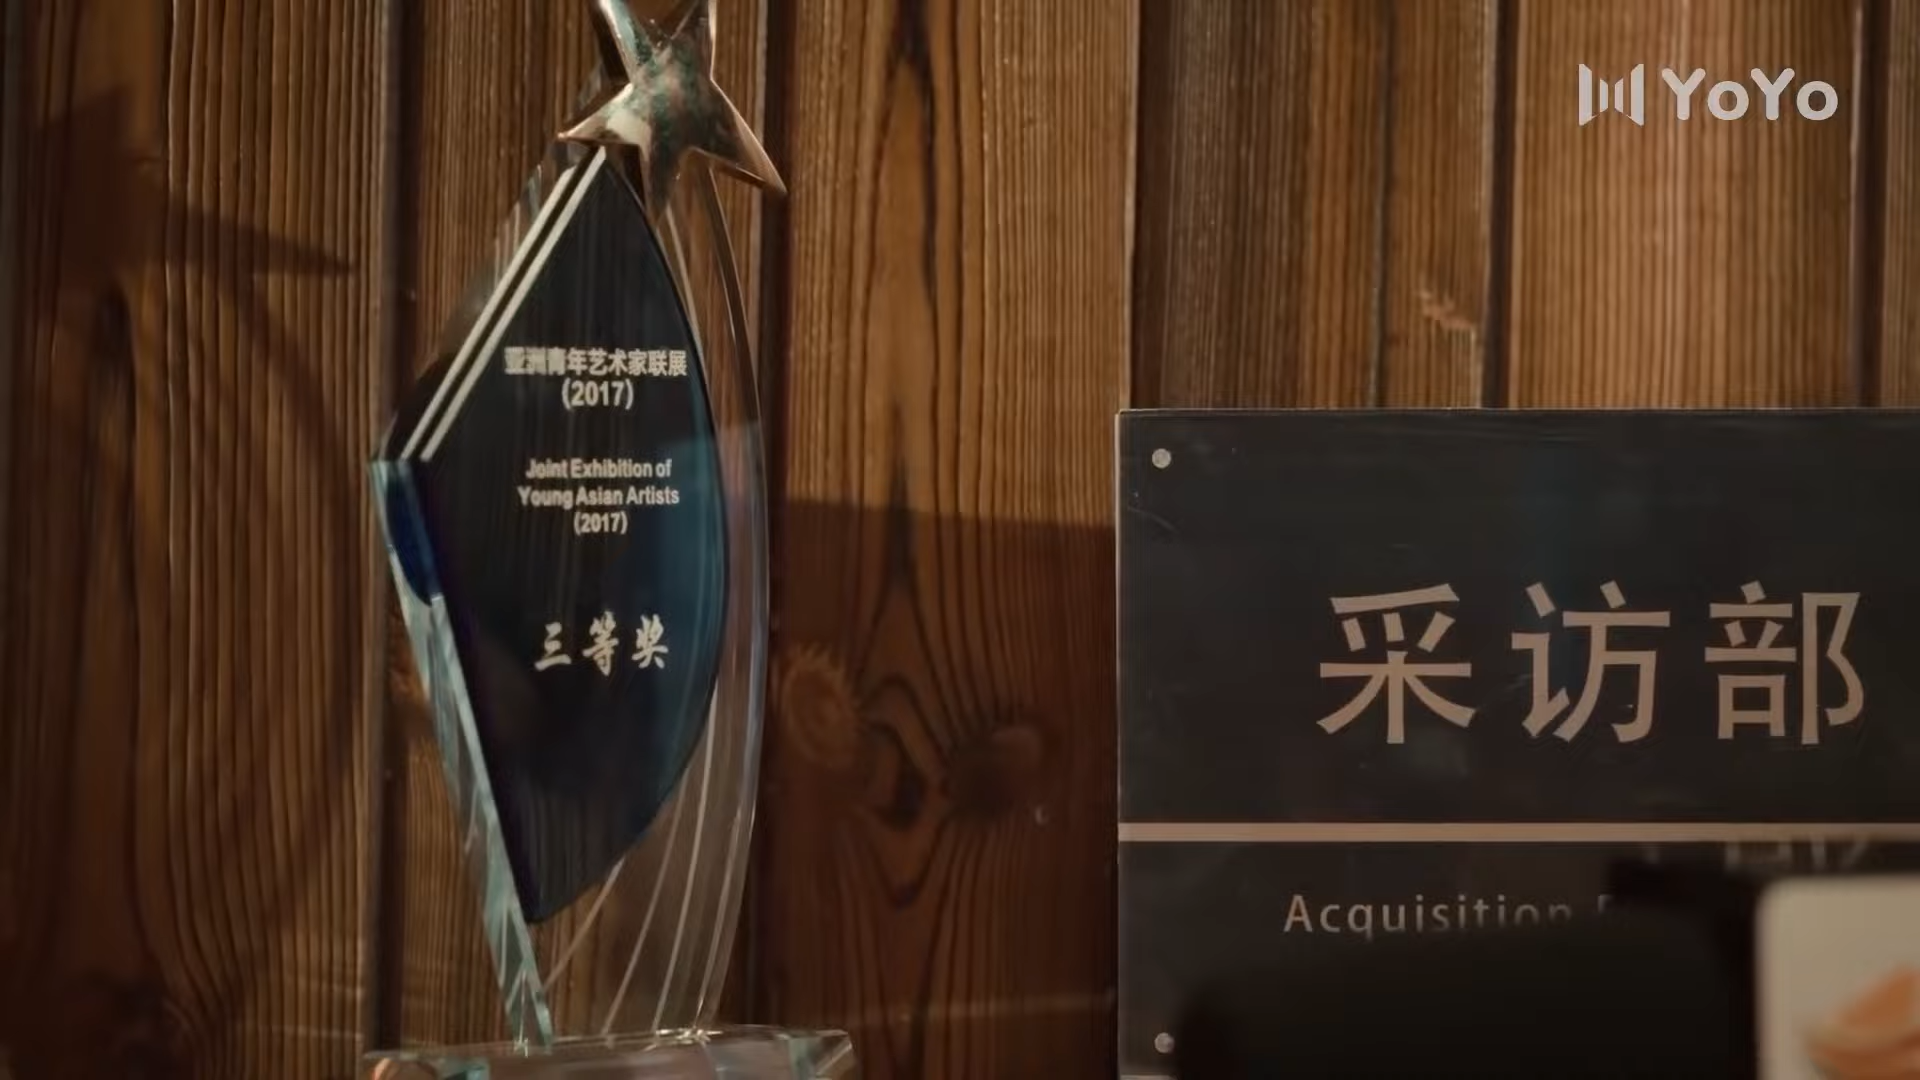 YoYo
亚洲青年艺术家联展
(2017)
Joint Exhibition of
Young Asian Artists
(2017)
三等奖
采访部
Acquisition